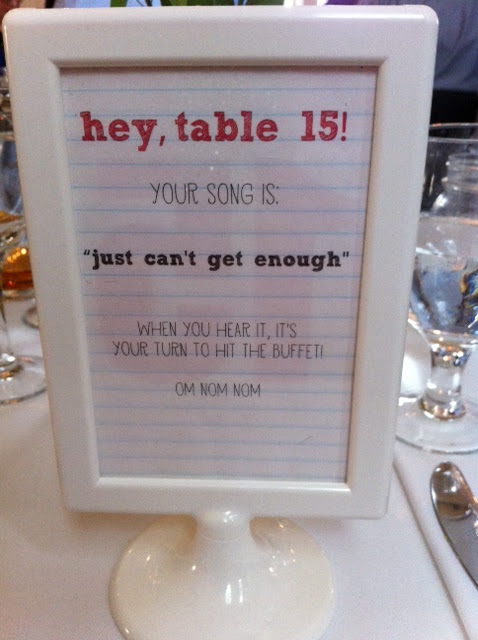 hey, table 15!
YOUR SONG IS:
"just can't get enough"
WHEN YOU HEAR IT, IT'S
YOUR TURN TO HIT THE BUFFET!
OM NOM NOM